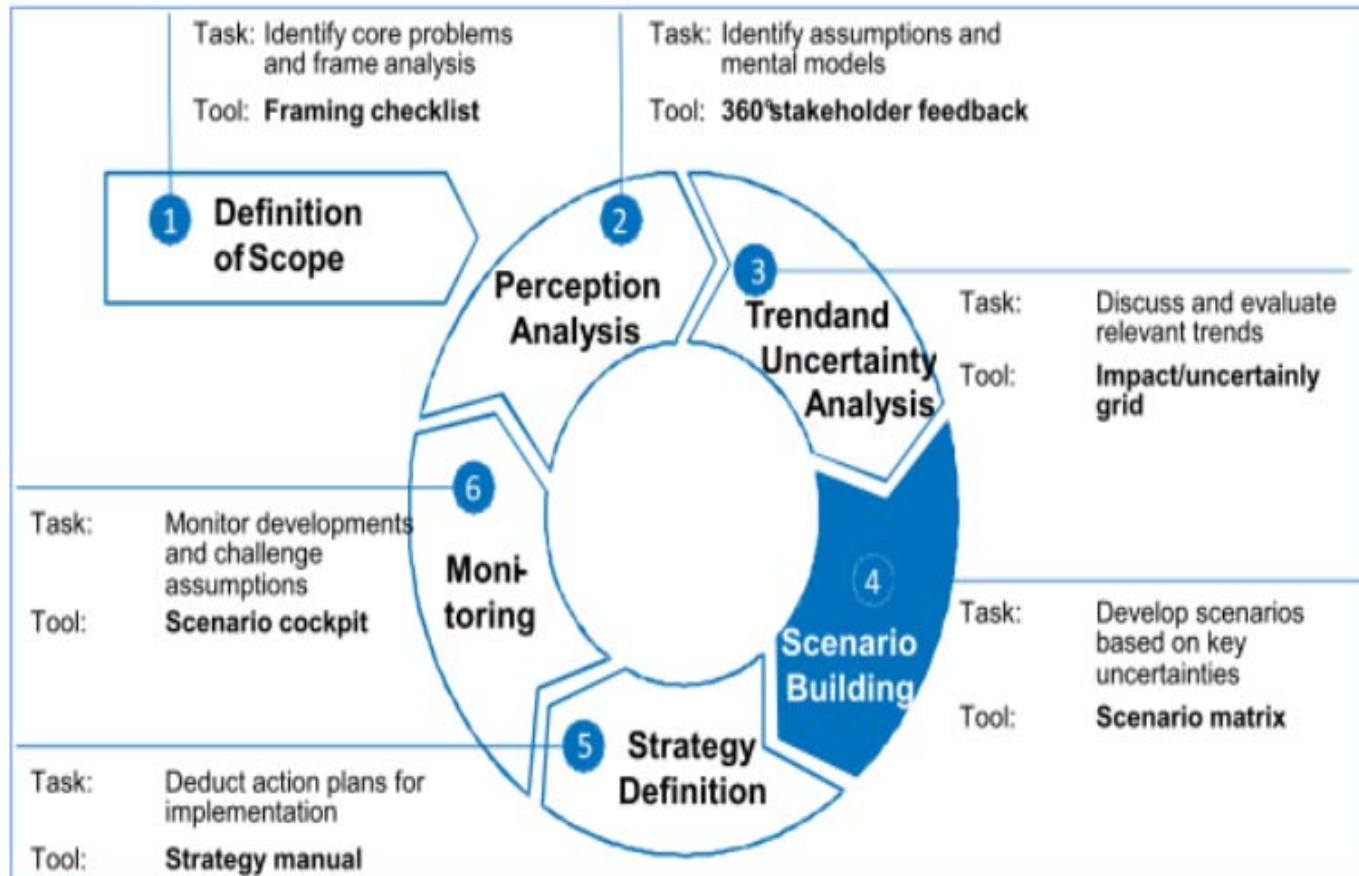 Task: Identify core problems
and frame analysis
Tool: Framing checklist
Task: Identify assumptions and
mental models
Tool: 360°stakeholder feedback
1
Definition
of Scope
2
Perception
Analysis
3
Trendand
Uncertainty
Analysis
Task: Discuss and evaluate
relevant trends
Tool: Impact/uncertainly
grid
4
Scenario
Building
Task: Develop scenarios
based on key
uncertainties
Tool: Scenario matrix
5
Strategy
Definition
Task: Deduct action plans for
implementation
Tool: Strategy manual
6
Moni-
toring
Task: Monitor developments
and challenge
assumptions
Tool: Scenario cockpit